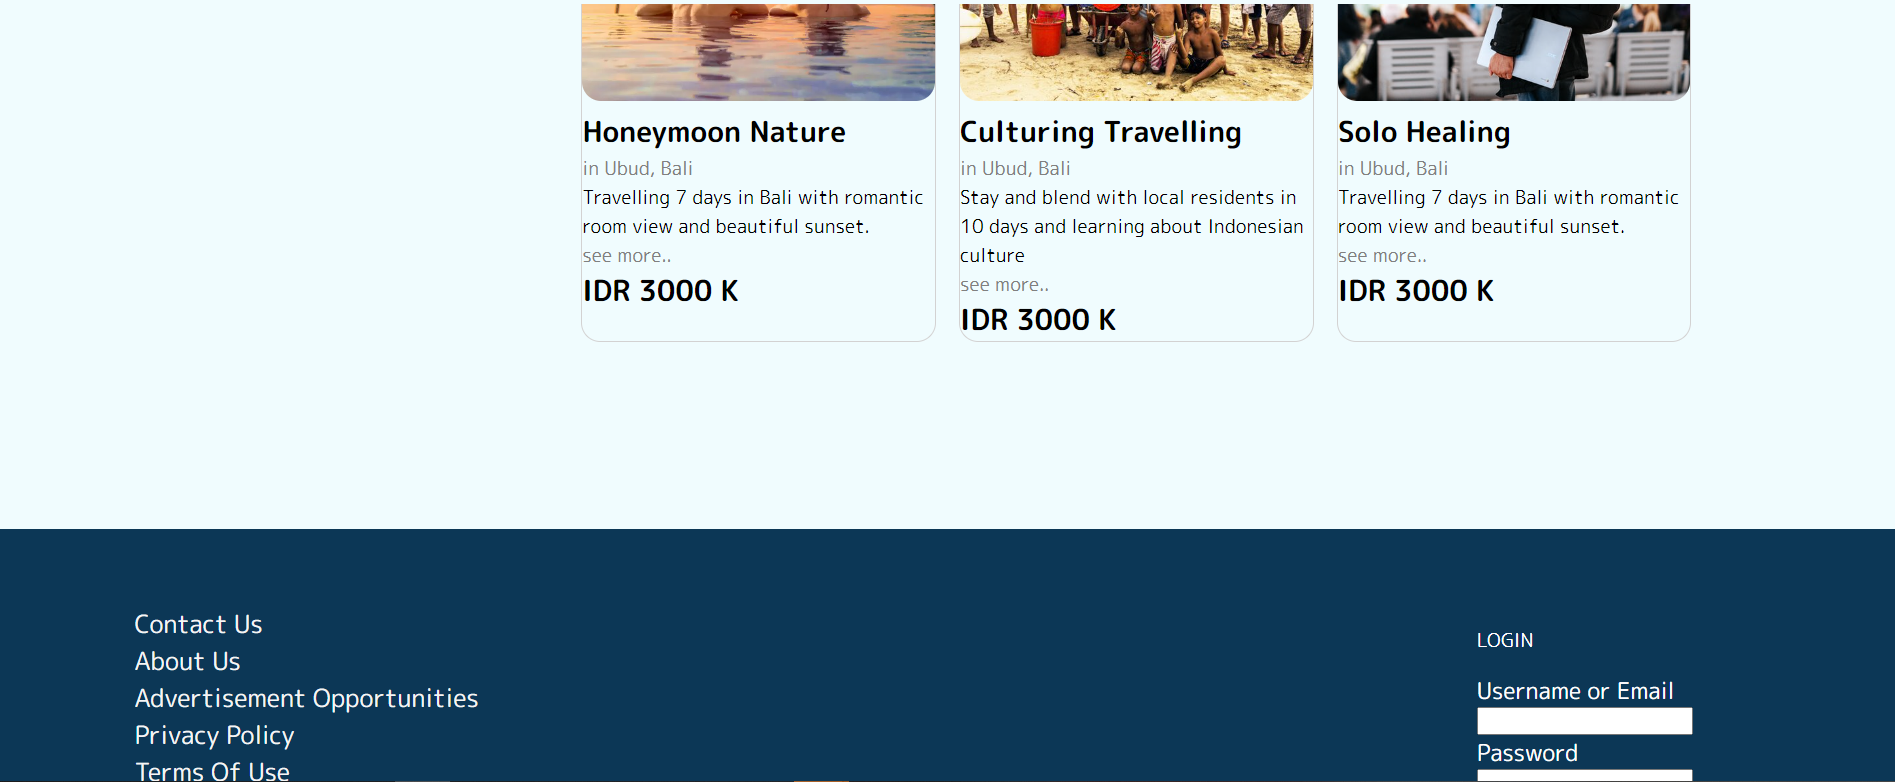 Honeymoon Nature
in Ubud, Bali
Travelling 7 days in Bali with romantic
room view and beautiful sunset.
see more..
IDR 3000 K
Culturing Travelling
in Ubud, Bali
Stay and blend with local residents in
10 days and learning about Indonesian
culture
see more..
IDR 3000 K
Solo Healing
in Ubud, Bali
Travelling 7 days in Bali with romantic
room view and beautiful sunset.
see more..
IDR 3000 K
Contact Us
About Us
Advertisement Opportunities
Privacy Policy
Terms Of Use
LOGIN
Username or Email
Password